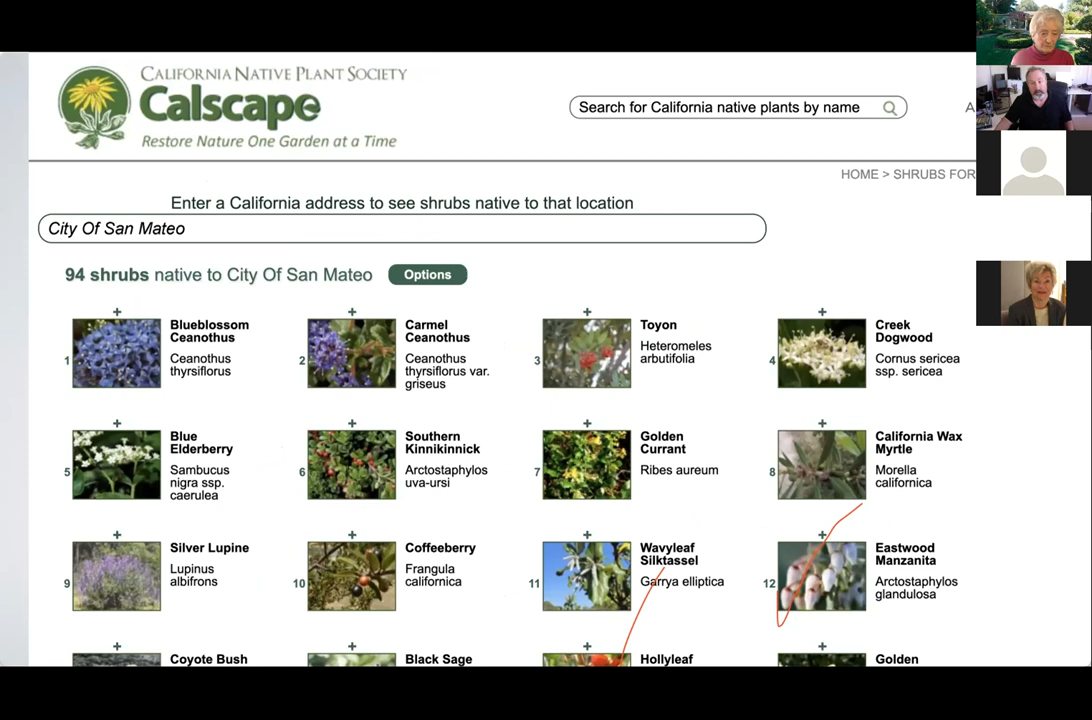 CALIFORNIA NATIVE PLANT SOCIETY
Calscape
Restore Nature One Garden at a Time
Search for California native plants by name
A
HOME > SHRUBS FOR
Enter a California address to see shrubs native to that location
City Of San Mateo
94 shrubs native to City Of San Mateo
Options
+
1
Blueblossom
Ceanothus
Ceanothus
thyrsiflorus
+
2
Carmel
Ceanothus
Ceanothus
thyrsiflorus var.
griseus
+
3
Toyon
Heteromeles
arbutifolia
+
4
Creek
Dogwood
Cornus sericea
ssp. sericea
+
5
Blue
Elderberry
Sambucus
nigra ssp.
caerulea
+
6
Southern
Kinnikinnick
Arctostaphylos
uva-ursi
+
7
Golden
Currant
Ribes aureum
+
8
California Wax
Myrtle
Morella
californica
+
9
Silver Lupine
Lupinus
albifrons
+
10
Coffeeberry
Frangula
californica
+
11
Wavyleaf
Silktassel
Garrya elliptica
+
12
Eastwood
Manzanita
Arctostaphylos
glandulosa
+
Coyote Bush
+
Black Sage
+
Hollyleaf
+
Golden